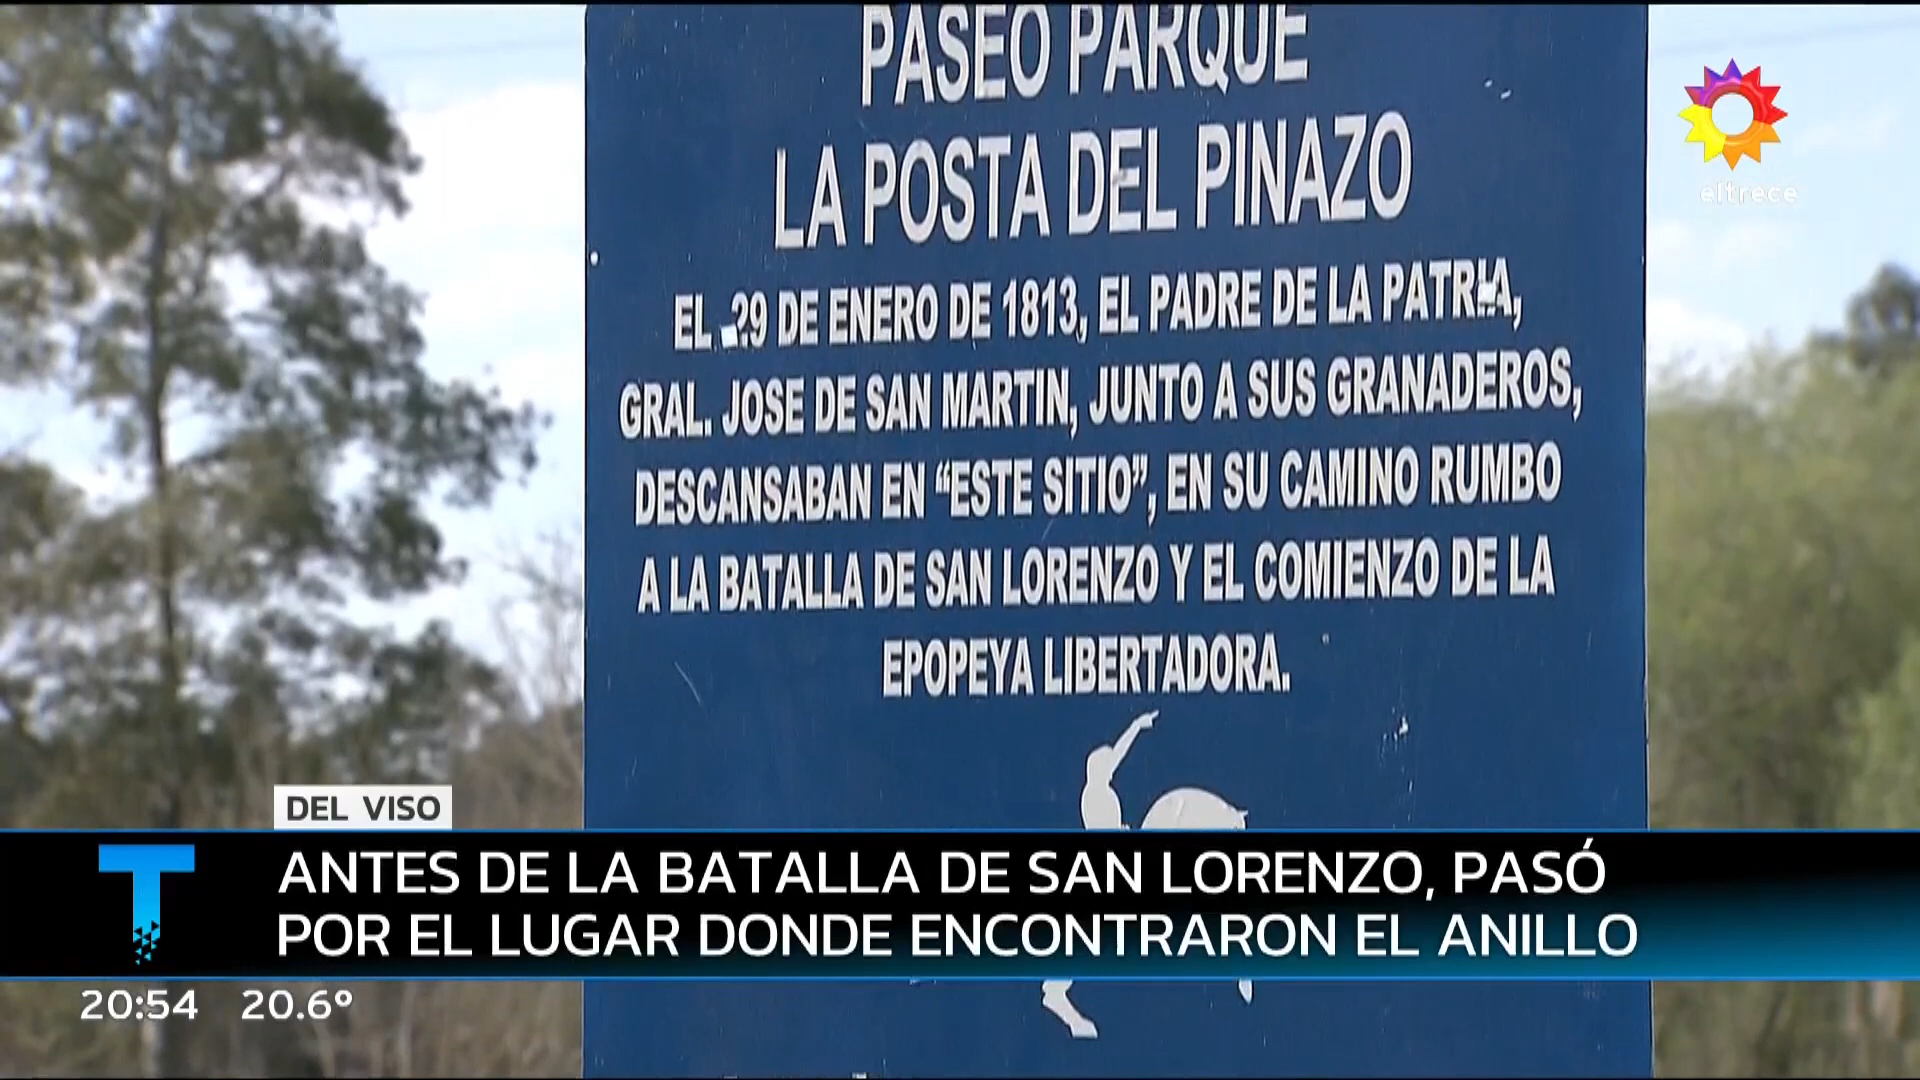 PASEO PARQUE
LA POSTA DEL PINAZO
EL 29 DE ENERO DE 1813, EL PADRE DE LA PATRIA,
GRAL. JOSE DE SAN MARTIN, JUNTO A SUS GRANADEROS,
DESCANSABAN EN “ESTE SITIO”, EN SU CAMINO RUMBO
A LA BATALLA DE SAN LORENZO Y EL COMIENZO DE LA
EPOPEYA LIBERTADORA.
eltrece
DEL VISO
T
ANTES DE LA BATALLA DE SAN LORENZO, PASÓ
POR EL LUGAR DONDE ENCONTRARON EL ANILLO
20:54 20.6°